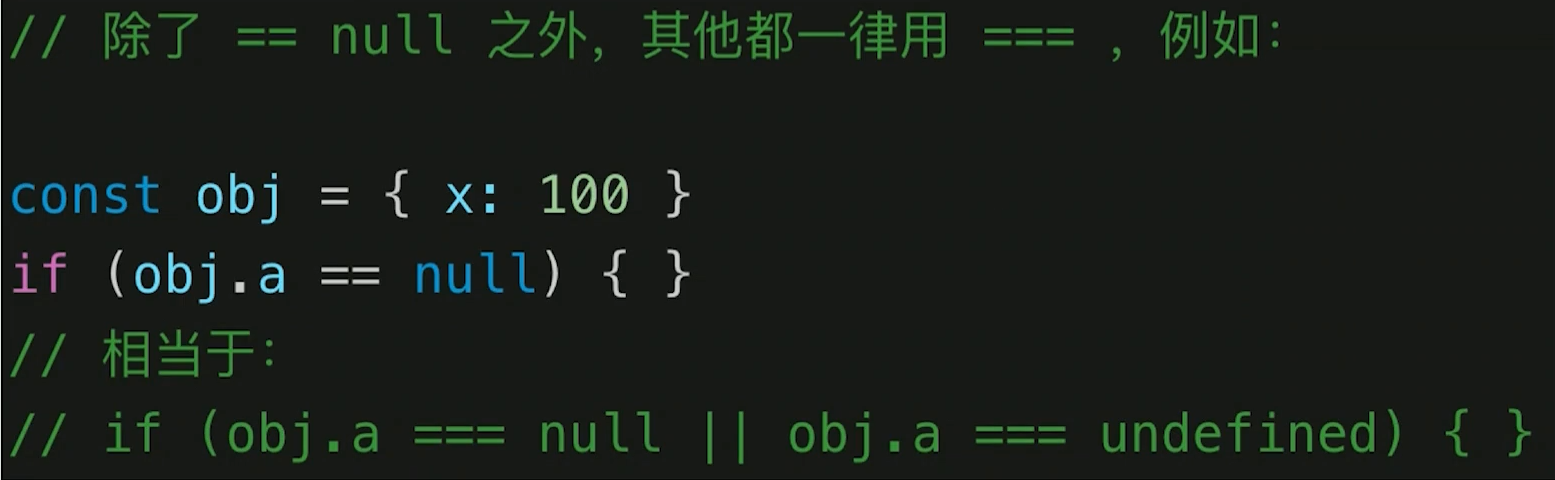 // 除了 == null 之外，其他都一律用 === ，例如：
const obj = { x: 100 }
if (obj.a == null) { }
// 相当于：
// if (obj.a === null || obj.a === undefined) { }